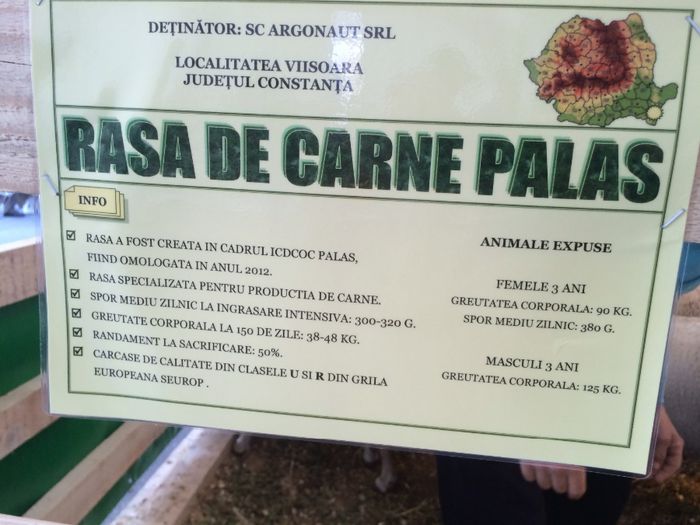 DEȚINĂTOR: SC ARGONAUT SRL
LOCALITATEA VIISOARA
JUDEȚUL CONSTANȚA
RASA DE CARNE PALAS
INFO
RASA A FOST CREATA IN CADRUL ICDCOC PALAS,
FIIND OMOLOGATA IN ANUL 2012.
RASA SPECIALIZATA PENTRU PRODUCTIA DE CARNE.
SPOR MEDIU ZILNIC LA INGRASARE INTENSIVA: 300-320 G.
GREUTATE CORPORALA LA 150 DE ZILE: 38-48 KG.
RANDAMENT LA SACRIFICARE: 50%.
CARCASE DE CALITATE DIN CLASELE U SI R DIN GRILA
EUROPEANA SEUROP .
ANIMALE EXPUSE
FEMELE 3 ANI
GREUTATEA CORPORALA: 90 KG.
SPOR MEDIU ZILNIC: 380 G.
MASCULI 3 ANI
GREUTATEA CORPORALA: 125 KG.